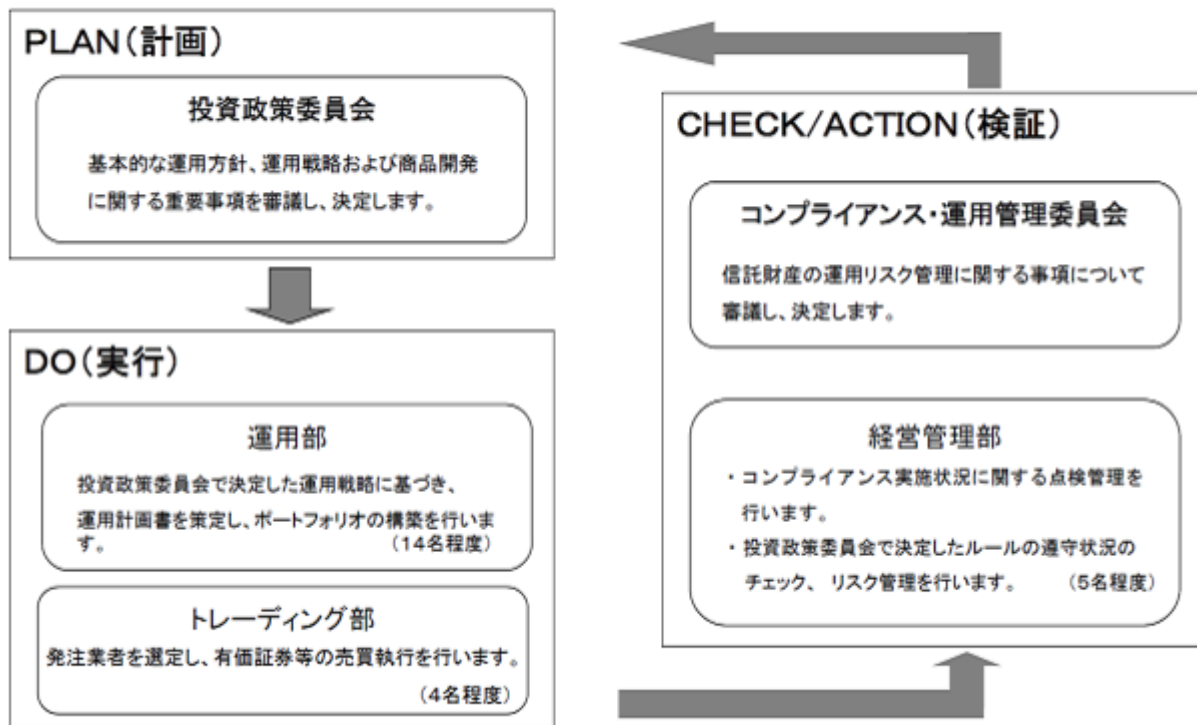 PLAN(計画)
投資政策委員会
基本的な運用方針、運用戦略および商品開発
に関する重要事項を審議し、決定します。
DO(実行)
運用部
投資政策委員会で決定した運用戦略に基づき、
運用計画書を策定し、ポートフォリオの構築を行いま
す。 (14名程度)
トレーディング部
発注業者を選定し、有価証券等の売買執行を行います。
(4名程度)
CHECK/ACTION(検証)
コンプライアンス・運用管理委員会
信託財産の運用リスク管理に関する事項について
審議し、決定します。
経営管理部
・コンプライアンス実施状況に関する点検管理を
行います。
・投資政策委員会で決定したルールの遵守状況の
チェック、リスク管理を行います。 (5名程度)